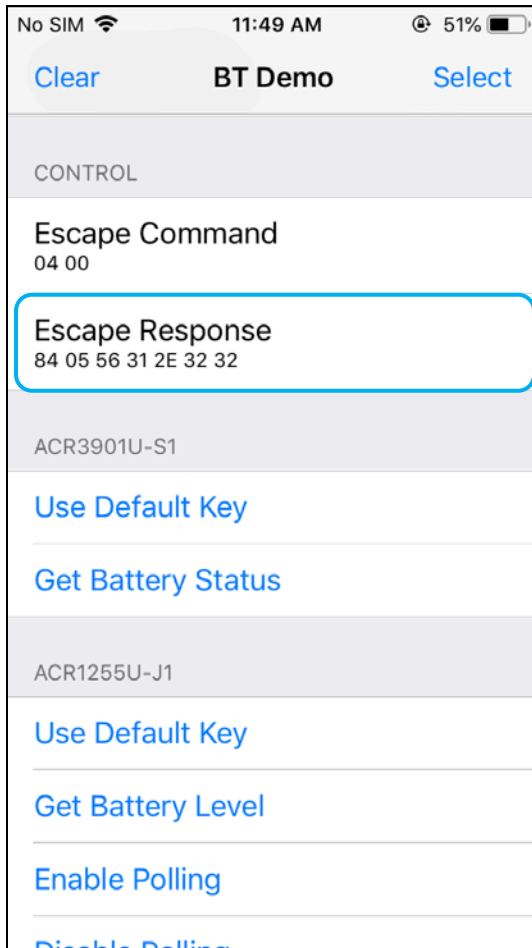 No SIM 11:49 AM 51%
Clear BT Demo Select
CONTROL
Escape Command
04 00
Escape Response
84 05 56 31 2E 32 32
ACR3901U-S1
Use Default Key
Get Battery Status
ACR1255U-J1
Use Default Key
Get Battery Level
Enable Polling
Disable Polling